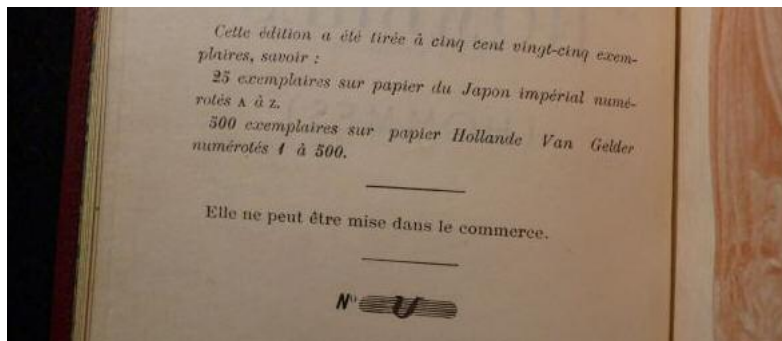 Cette édition a été tirée à cinq cent vingt-cinq exem-
plaires, savoir :
25 exemplaires sur papier du Japon impérial numé-
rotés A à Z.
500 exemplaires sur papier Hollande Van Gelder
numérotés 1 à 500.
Elle ne peut être mise dans le commerce.
Nº U